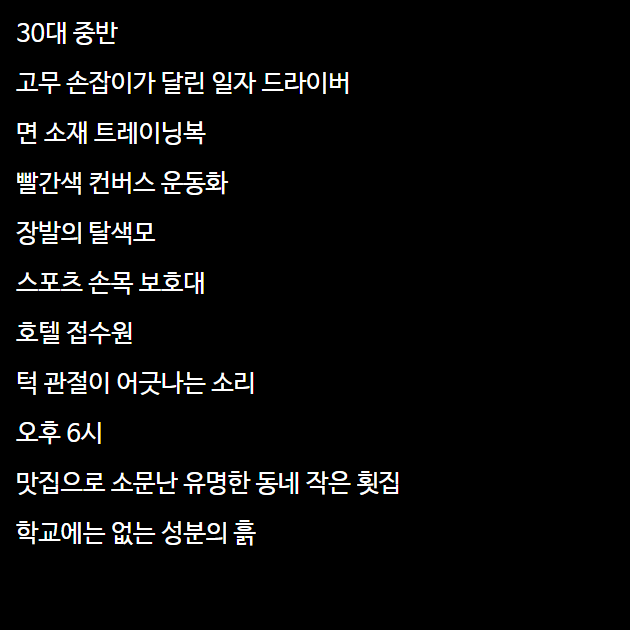 30대 중반
고무 손잡이가 달린 일자 드라이버
면 소재 트레이닝복
빨간색 컨버스 운동화
장발의 탈색모
스포츠 손목 보호대
호텔 접수원
턱 관절이 어긋나는 소리
오후 6시
맛집으로 소문난 유명한 동네 작은 횟집
학교에는 없는 성분의 흙